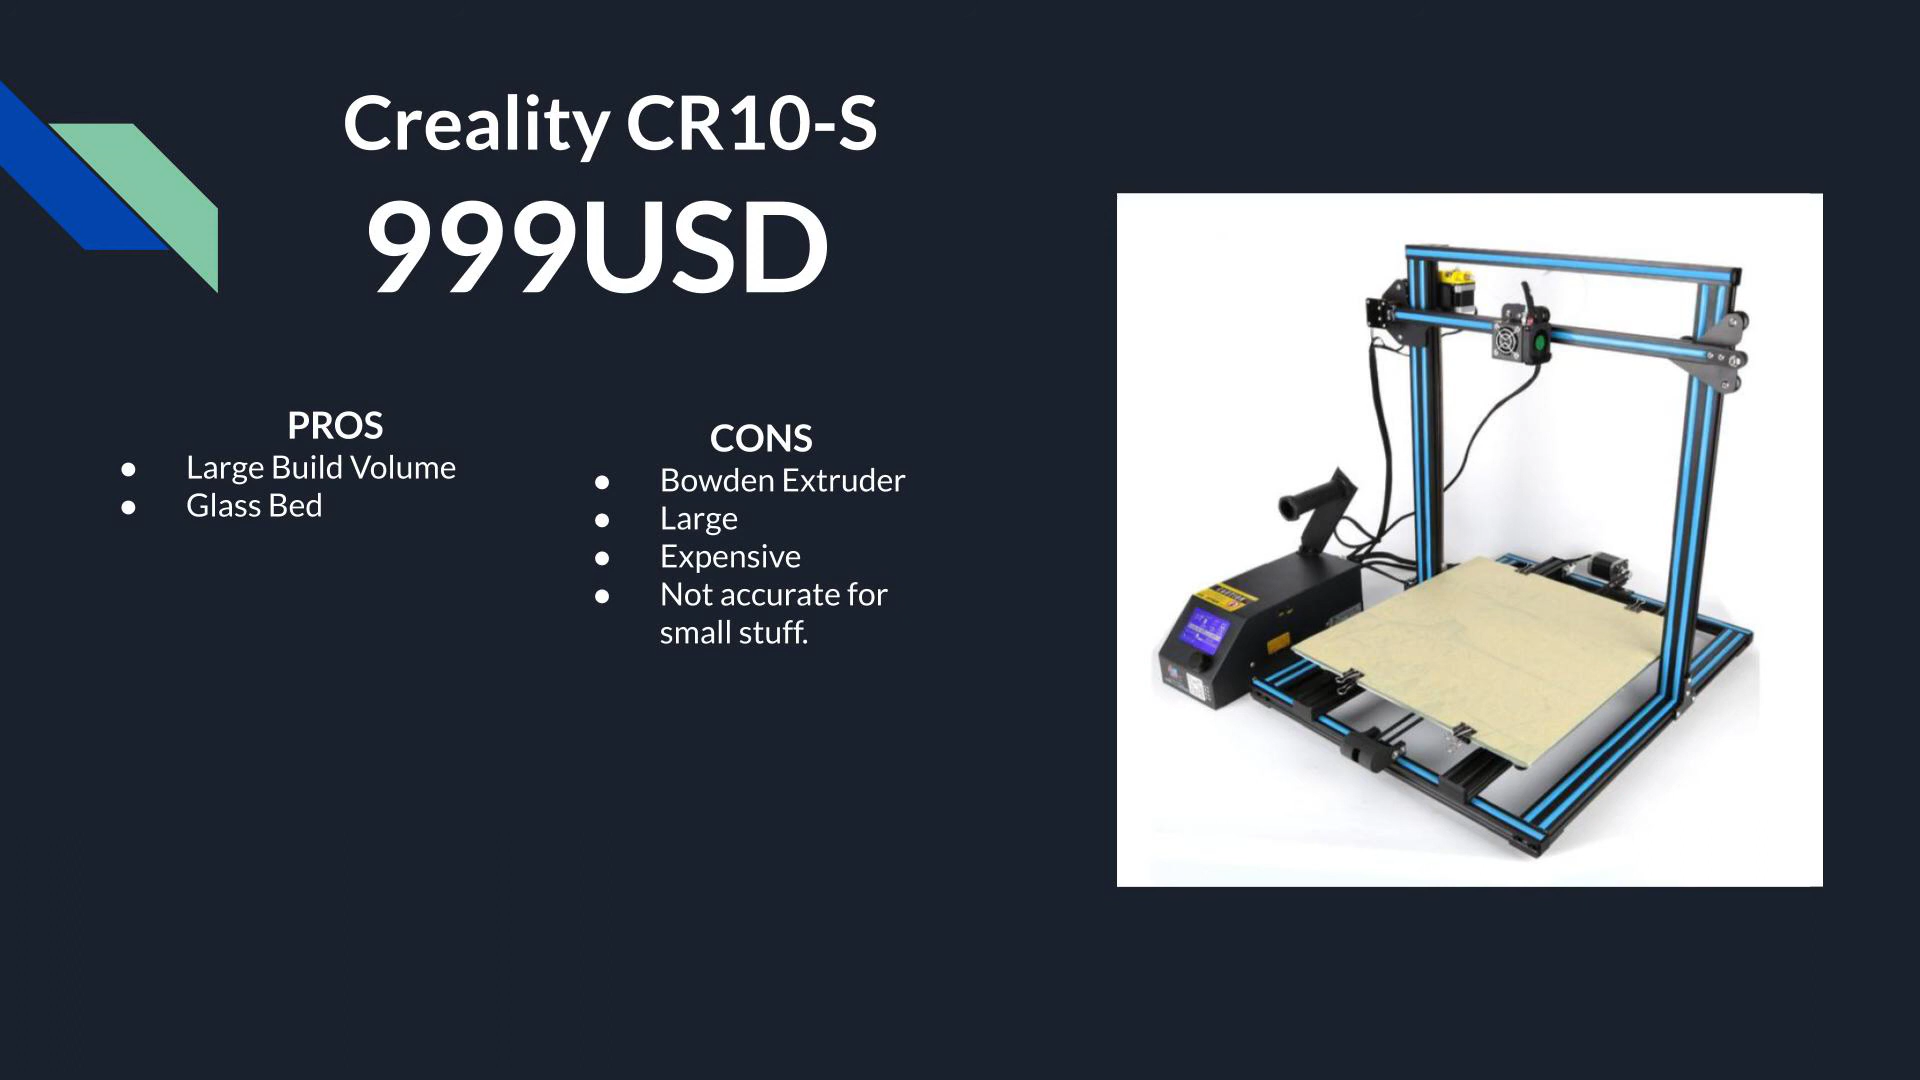 Creality CR10-S
999USD
PROS
● Large Build Volume
● Glass Bed
CONS
● Bowden Extruder
● Large
● Expensive
● Not accurate for
small stuff.